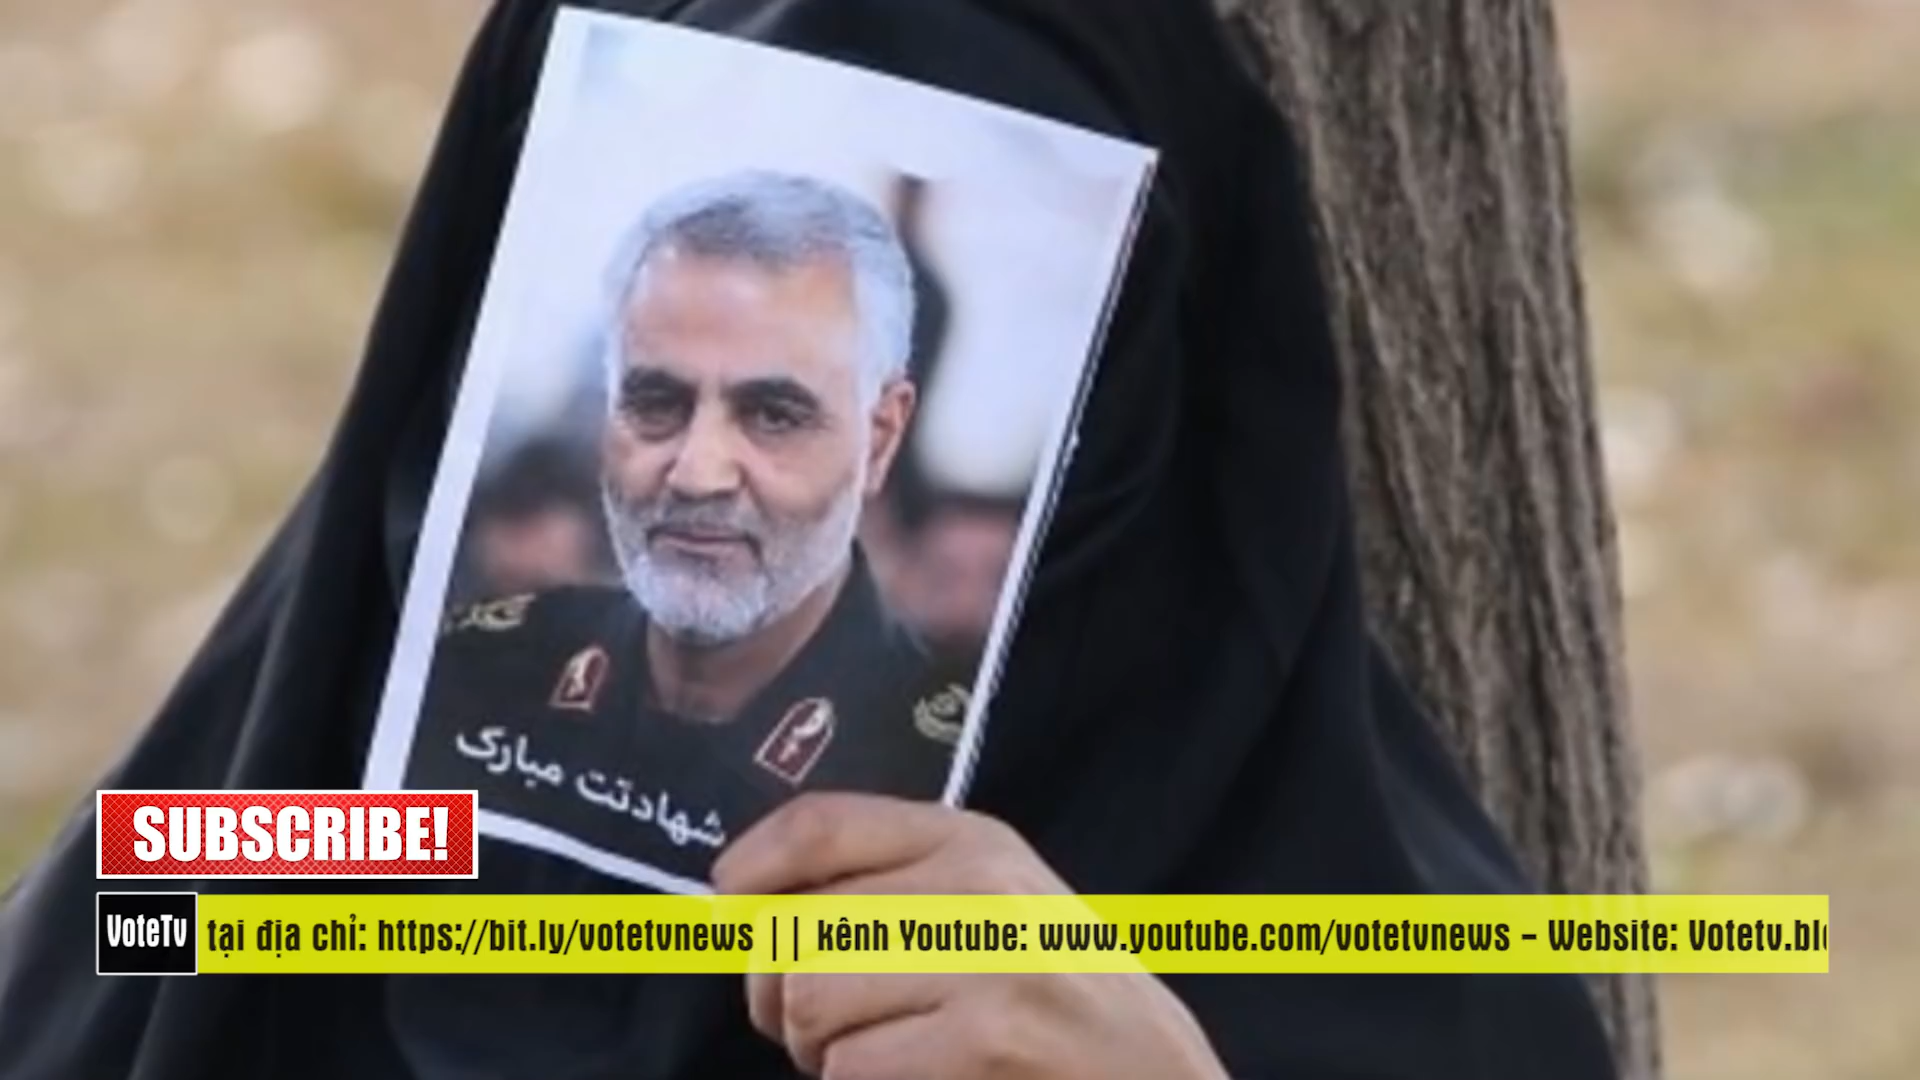 شهادتت مبارک
SUBSCRIBE!
VoteTv
tại địa chỉ: https://bit.ly/votetvnews || kênh Youtube: www.youtube.com/votetvnews - Website: Votetv.bl